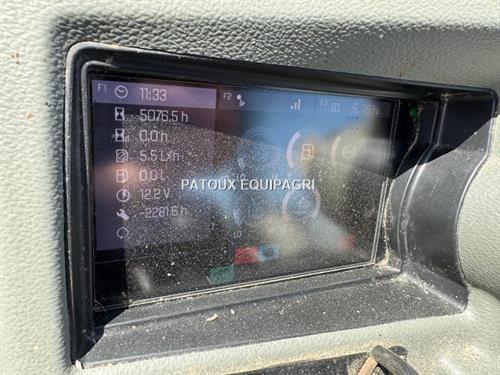 F1 11:33 F2 F3
5076.5 h
0.0 h
5.5 L/h
PATOUX EQUIPAGRI
0.0 L
12.2 V
-2281.6 h